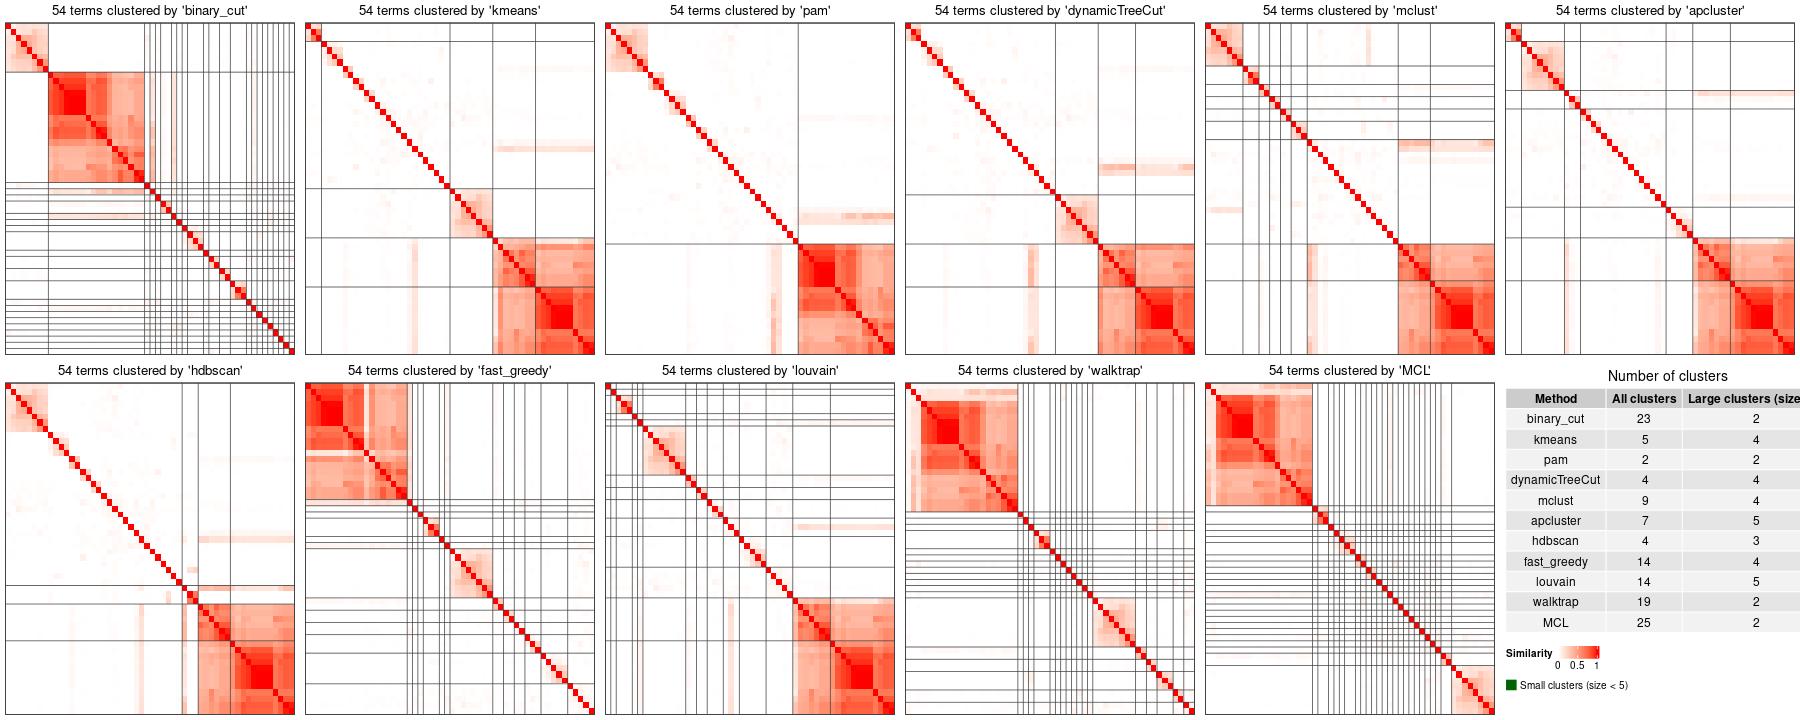 54 terms clustered by 'binary_cut'
54 terms clustered by 'kmeans'
54 terms clustered by 'pam'
54 terms clustered by 'dynamicTreeCut'
54 terms clustered by 'mclust'
54 terms clustered by 'apcluster'
54 terms clustered by 'hdbscan'
54 terms clustered by 'fast_greedy'
54 terms clustered by 'louvain'
54 terms clustered by 'walktrap'
54 terms clustered by 'MCL'
Number of clusters
Method All clusters Large clusters (size
binary_cut 23 2
kmeans 5 4
pam 2 2
dynamicTreeCut 4 4
mclust 9 4
apcluster 7 5
hdbscan 4 3
fast_greedy 14 4
louvain 14 5
walktrap 19 2
MCL 25 2
Similarity
0 0.5 1
Small clusters (size < 5)